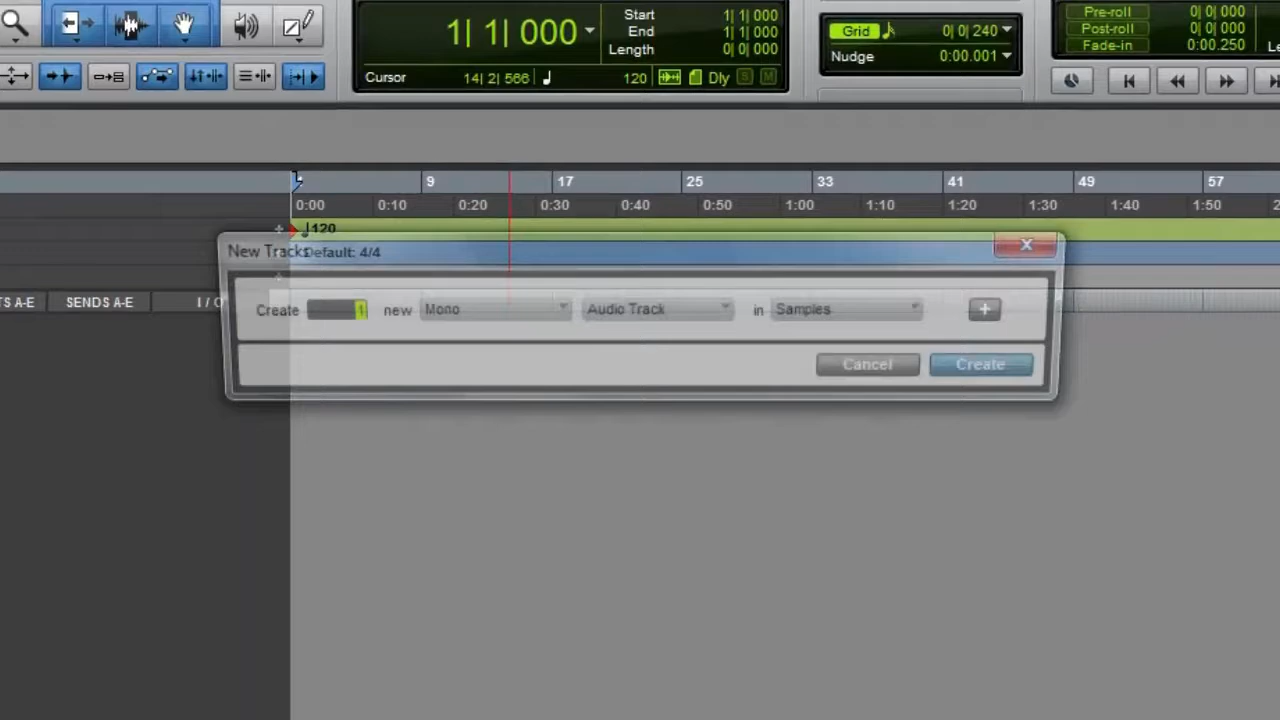 1| 1| 000
Start 1| 1| 000
End 1| 1| 000
Length 0| 0| 000
Cursor 14| 2| 566 120 Dly S M
Grid 0| 0| 240
Nudge 0:00.001
Pre-roll 0| 0| 000
Post-roll 0| 0| 000
Fade-in 0:00.250
9 17 25 33 41 49 57
0:00 0:10 0:20 0:30 0:40 0:50 1:00 1:10 1:20 1:30 1:40 1:50 2
120
New Tracks
Default: 4/4
TS A-E SENDS A-E I / O
Create 1 new Mono Audio Track in Samples +
Cancel Create